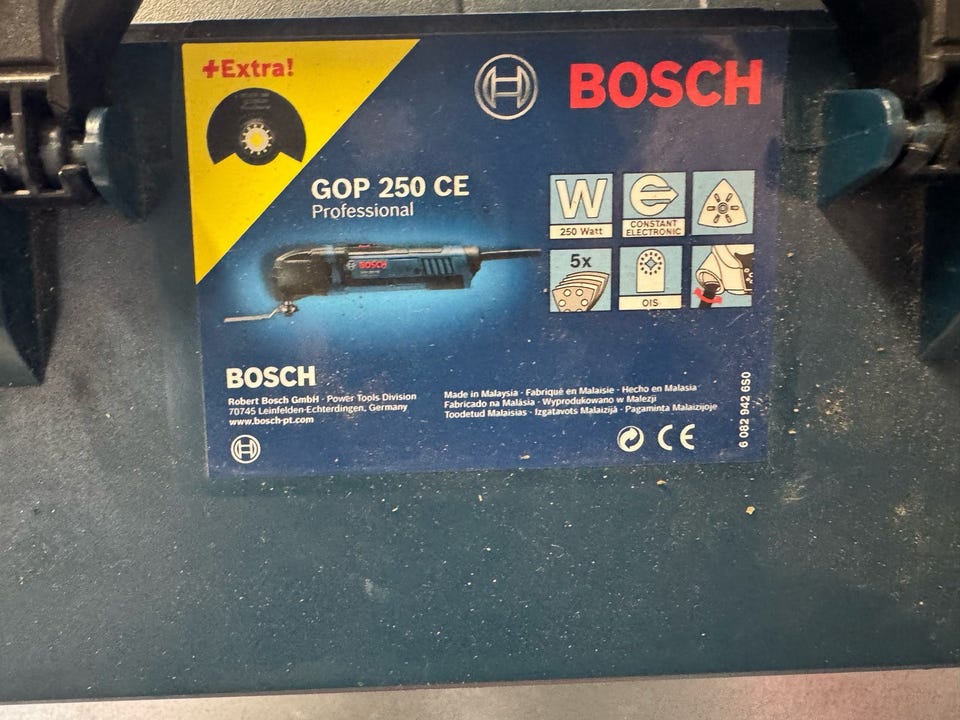 +Extra!
BOSCH
GOP 250 CE
Professional
W
250 Watt
CONSTANT
ELECTRONIC
5x
OIS
BOSCH
BOSCH
Robert Bosch GmbH · Power Tools Division
70745 Leinfelden-Echterdingen, Germany
www.bosch-pt.com
Made in Malaysia · Fabriqué en Malaisie · Hecho en Malasia
Fabricado na Malásia · Wyprodukowano w Malezji
Toodetud Malaisias · Izgatavots Malaizijā · Pagaminta Malaizijoje
CE
6 082 942 6S0